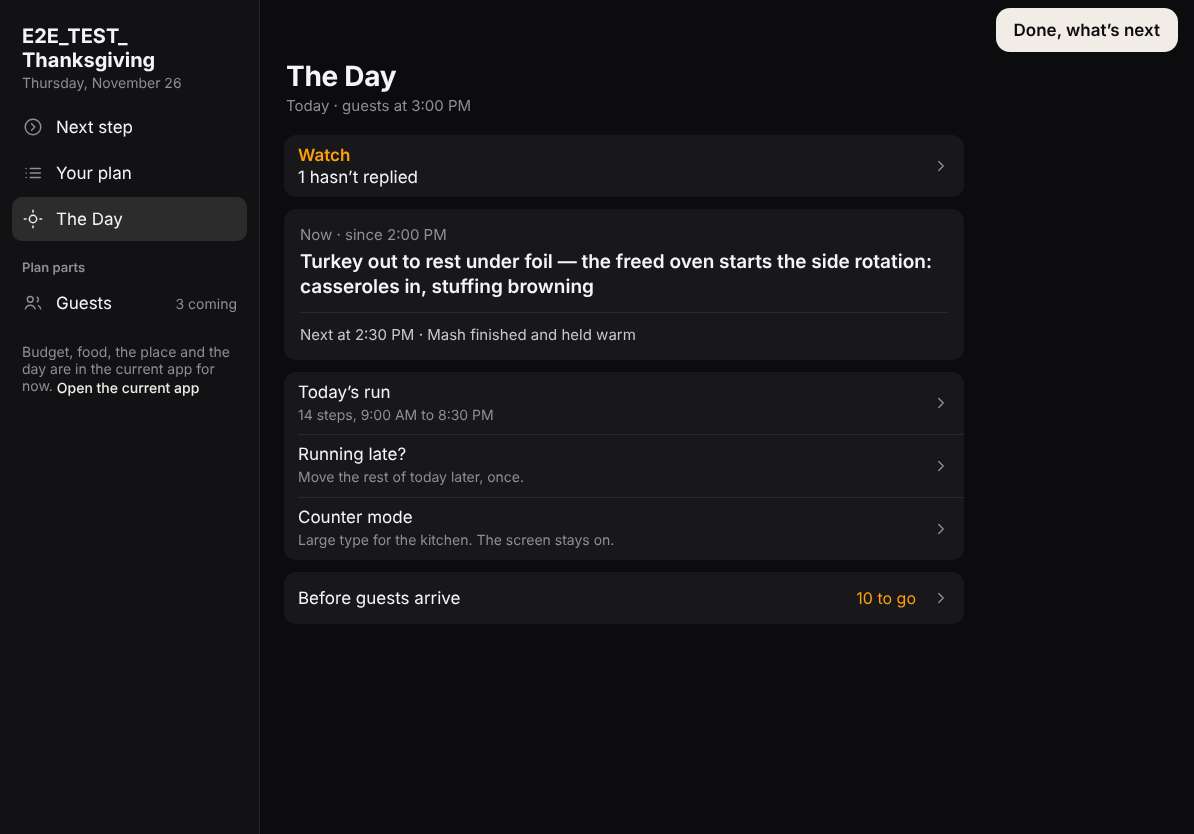 E2E_TEST_
Thanksgiving
Thursday, November 26
Next step
Your plan
The Day
Plan parts
Guests
3 coming
Budget, food, the place and the
day are in the current app for
now. Open the current app
Done, what’s next
The Day
Today · guests at 3:00 PM
Watch
1 hasn’t replied
Now · since 2:00 PM
Turkey out to rest under foil — the freed oven starts the side rotation:
casseroles in, stuffing browning
Next at 2:30 PM · Mash finished and held warm
Today’s run
14 steps, 9:00 AM to 8:30 PM
Running late?
Move the rest of today later, once.
Counter mode
Large type for the kitchen. The screen stays on.
Before guests arrive
10 to go